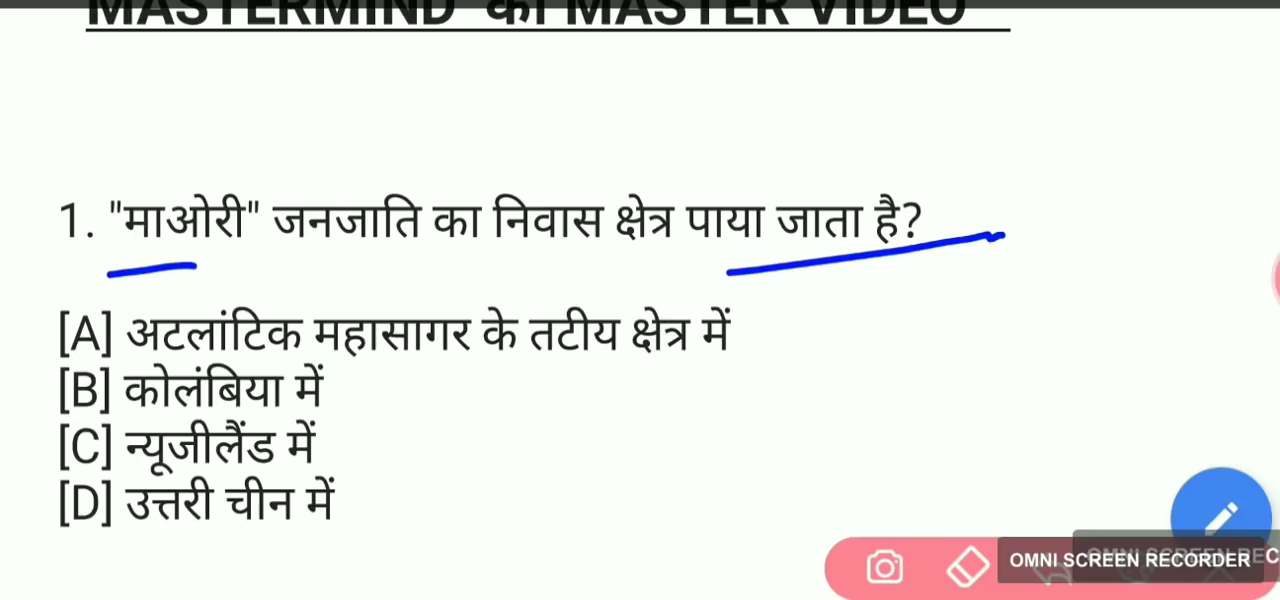 MASTERMIND का MASTER VIDEO
1. "माओरी" जनजाति का निवास क्षेत्र पाया जाता है?
[A] अटलांटिक महासागर के तटीय क्षेत्र में
[B] कोलंबिया में
[C] न्यूजीलैंड में
[D] उत्तरी चीन में
OMNI SCREEN RECORDER